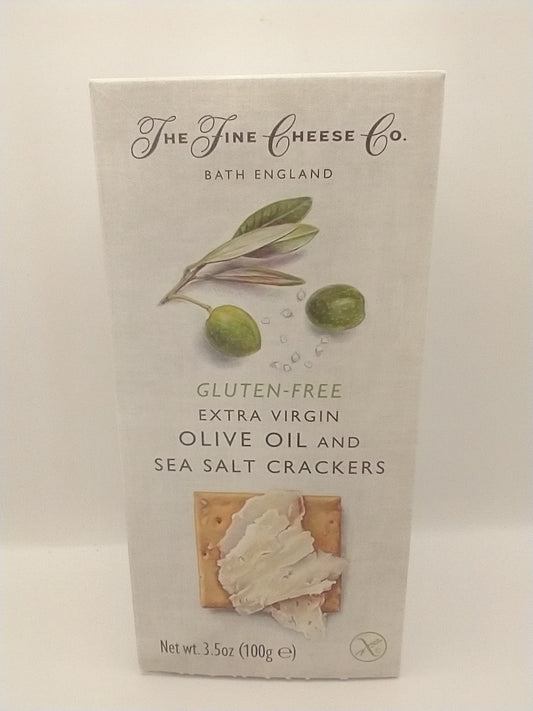 The Fine Cheese Co.
BATH ENGLAND
GLUTEN-FREE
EXTRA VIRGIN
OLIVE OIL AND
SEA SALT CRACKERS
Net wt. 3.5oz (100g ℮)